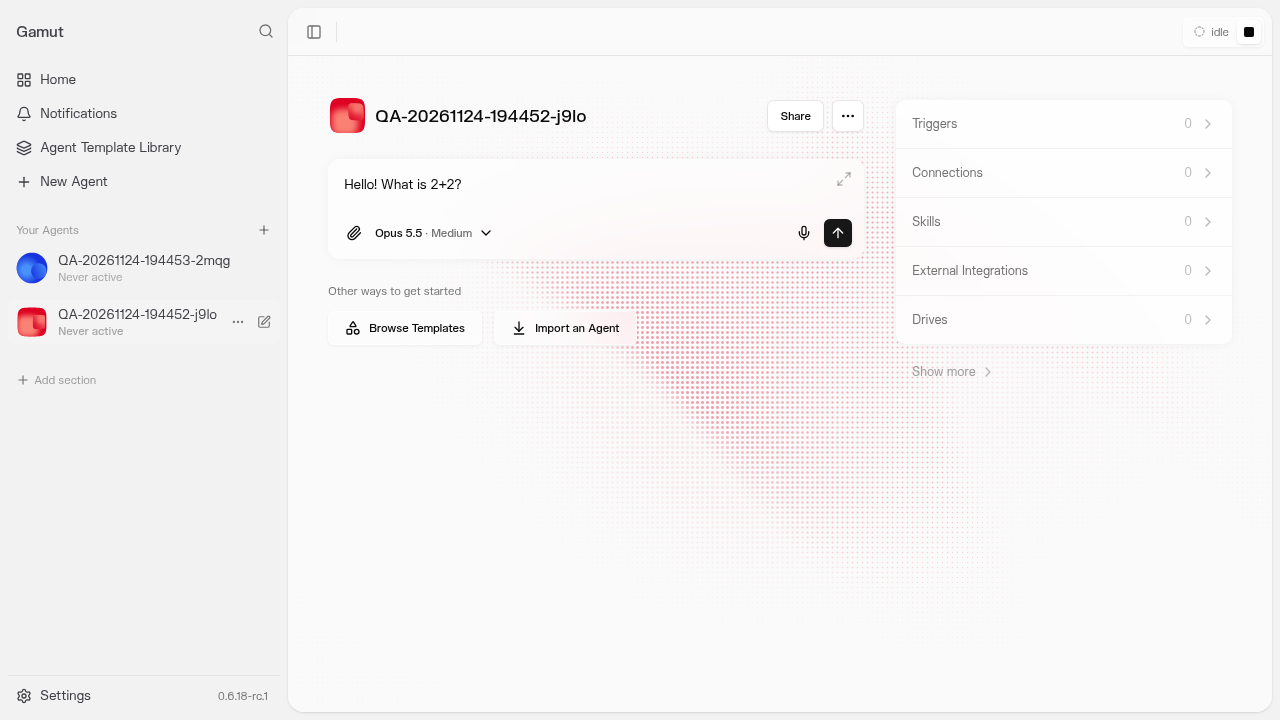 Gamut
Home
Notifications
Agent Template Library
New Agent
Your Agents
QA-20261124-194453-2mqg
Never active
QA-20261124-194452-j9lo
Never active
Add section
Settings
0.6.18-rc.1
idle
QA-20261124-194452-j9lo
Share
Hello! What is 2+2?
Opus 5.5 · Medium
Other ways to get started
Browse Templates
Import an Agent
Triggers 0
Connections 0
Skills 0
External Integrations 0
Drives 0
Show more